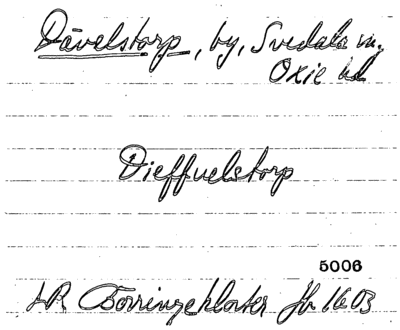 Dävelstorp, by, Svedala sn,
Oxie hd
Dieffuelstorp
5006
LR Börringekloster Jb 1603